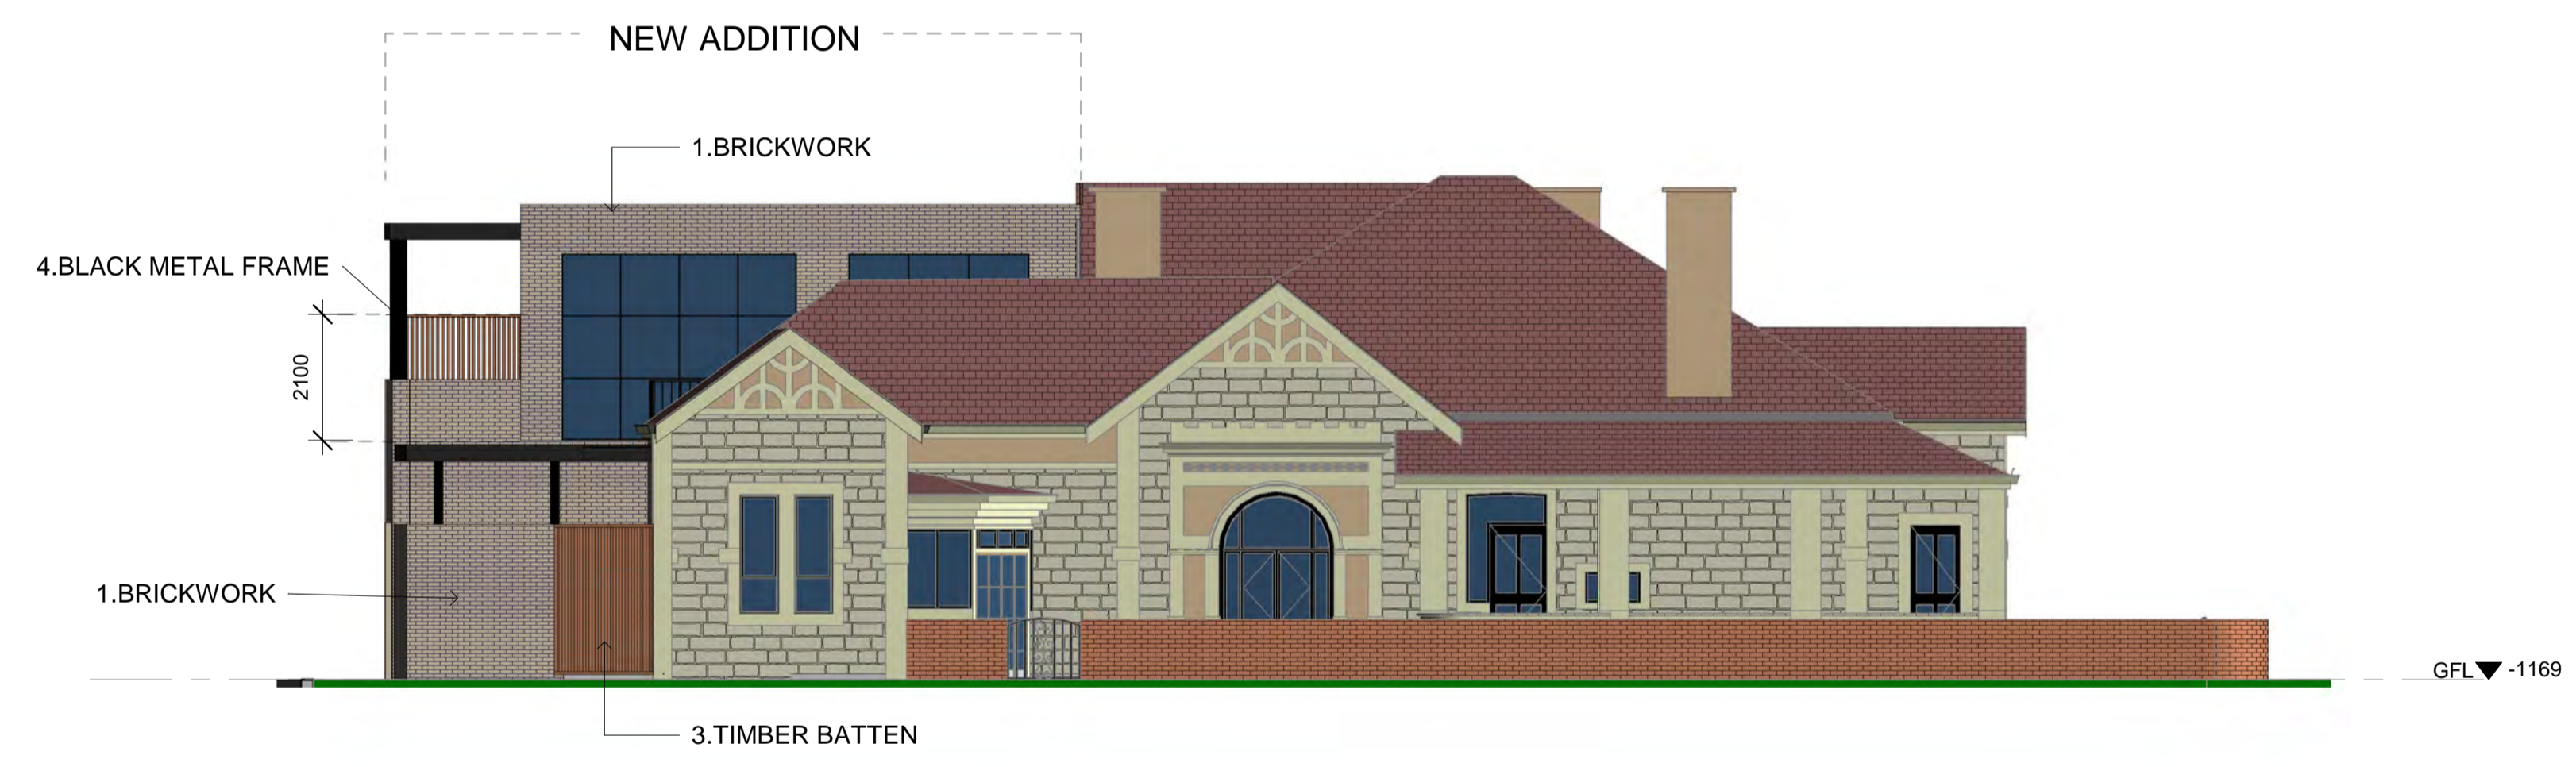 NEW ADDITION
1.BRICKWORK
4.BLACK METAL FRAME
2100
1.BRICKWORK
GFL -1169
3.TIMBER BATTEN